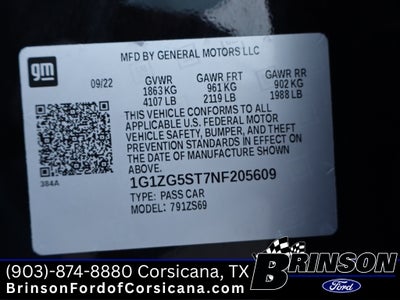 MFD BY GENERAL MOTORS LLC
gm
09/22
GVWR GAWR FRT GAWR RR
1863 KG 961 KG 902 KG
4107 LB 2119 LB 1988 LB
THIS VEHICLE CONFORMS TO ALL
APPLICABLE U.S. FEDERAL MOTOR
VEHICLE SAFETY, BUMPER, AND THEFT
PREVENTION STANDARDS IN EFFECT ON
THE DATE OF MANUFACTURE SHOWN
ABOVE.
1G1ZG5ST7NF205609
TYPE: PASS CAR
MODEL: 791ZS69
384A
(903)-874-8880 Corsicana, TX
BrinsonFordofCorsicana.com
BRINSON
Ford